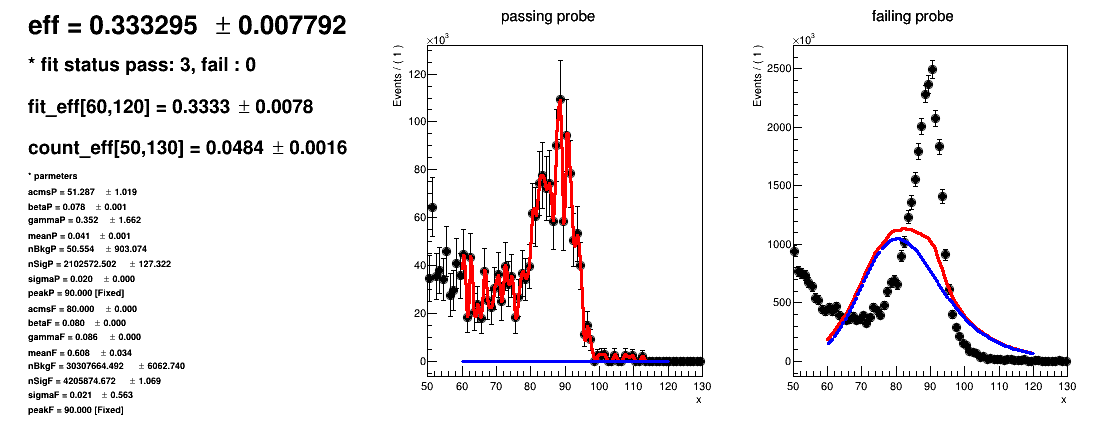 eff = 0.333295 ± 0.007792
* fit status pass: 3, fail : 0
fit_eff[60,120] = 0.3333 ± 0.0078
count_eff[50,130] = 0.0484 ± 0.0016
* parmeters
acmsP = 51.287 ± 1.019
betaP = 0.078 ± 0.001
gammaP = 0.352 ± 1.662
meanP = 0.041 ± 0.001
nBkgP = 50.554 ± 903.074
nSigP = 2102572.502 ± 127.322
sigmaP = 0.020 ± 0.000
peakP = 90.000 [Fixed]
acmsF = 80.000 ± 0.000
betaF = 0.080 ± 0.000
gammaF = 0.086 ± 0.000
meanF = 0.608 ± 0.034
nBkgF = 30307664.492 ± 6062.740
nSigF = 4205874.672 ± 1.069
sigmaF = 0.021 ± 0.563
peakF = 90.000 [Fixed]
passing probe
×10³
Events / ( 1 )
120
100
80
60
40
20
0
50 60 70 80 90 100 110 120 130
x
failing probe
×10³
Events / ( 1 )
2500
2000
1500
1000
500
0
50 60 70 80 90 100 110 120 130
x